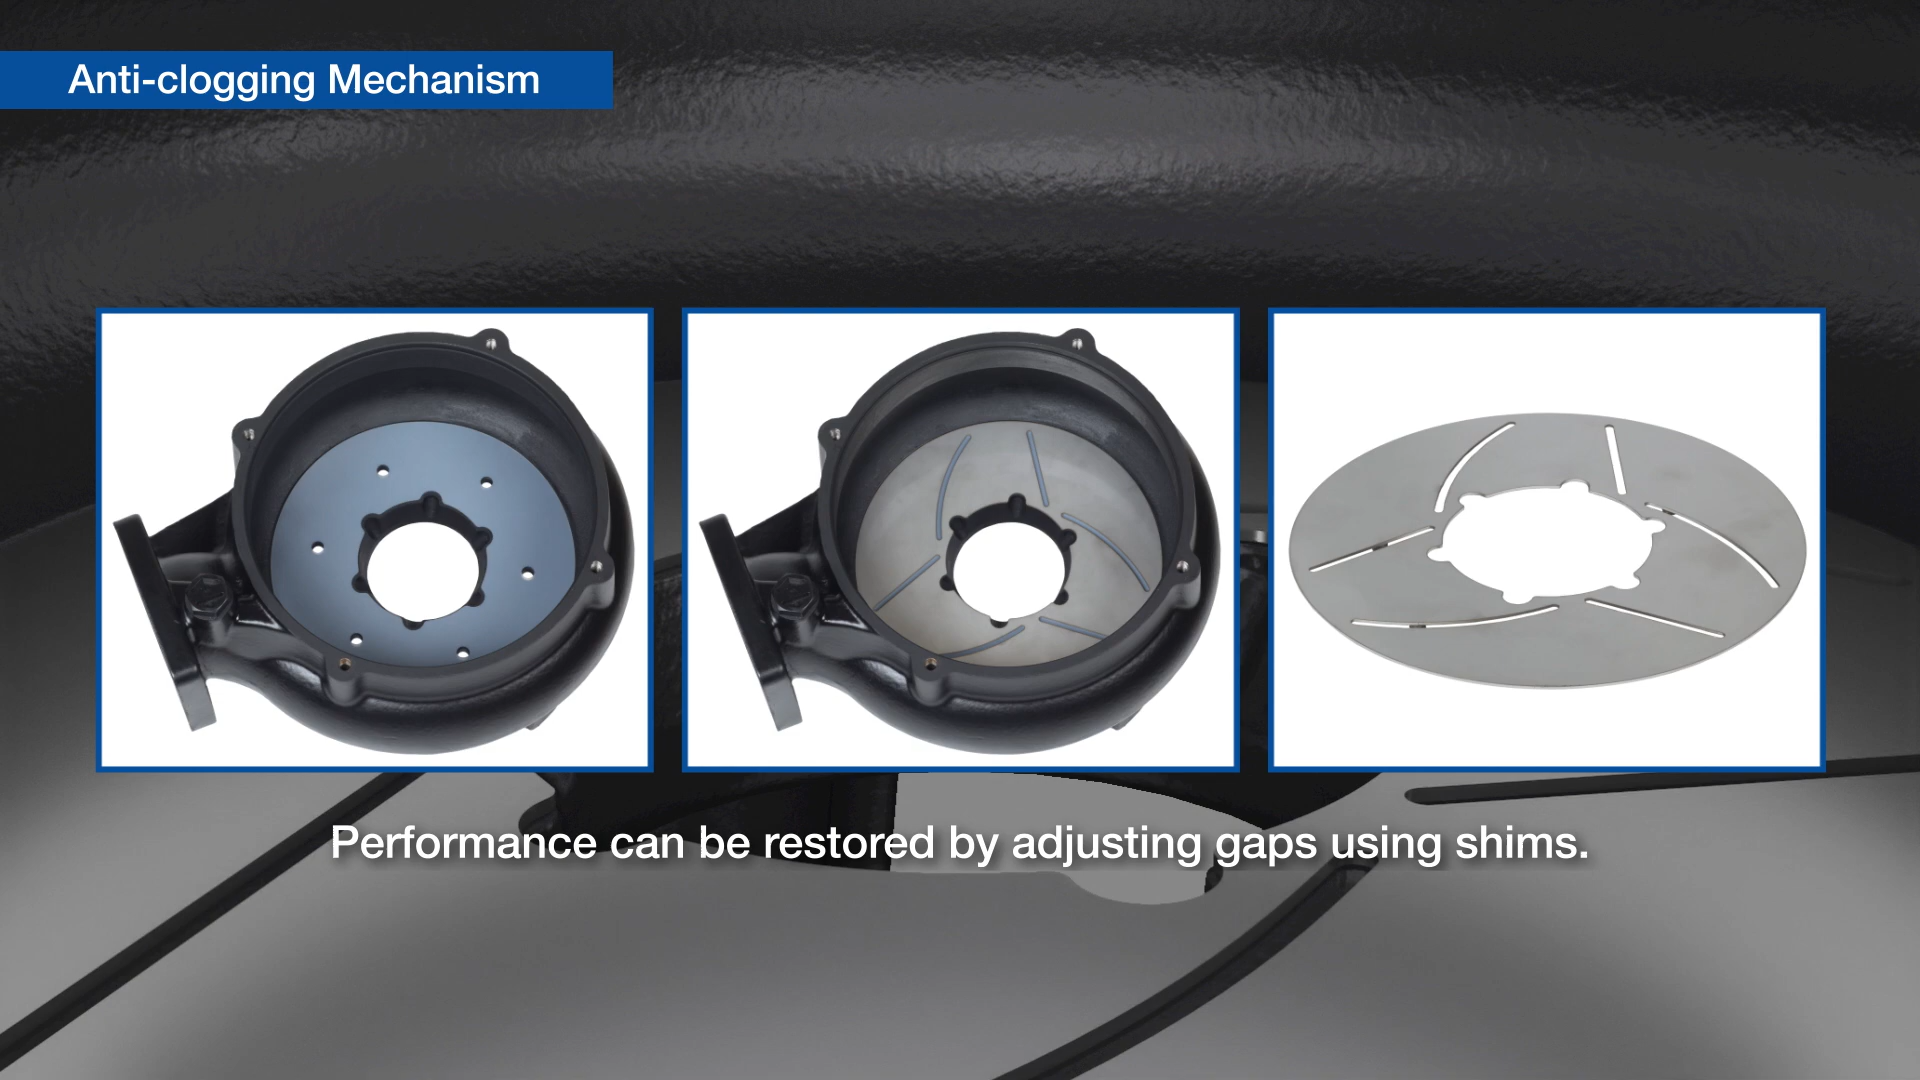 Anti-clogging Mechanism
Performance can be restored by adjusting gaps using shims.